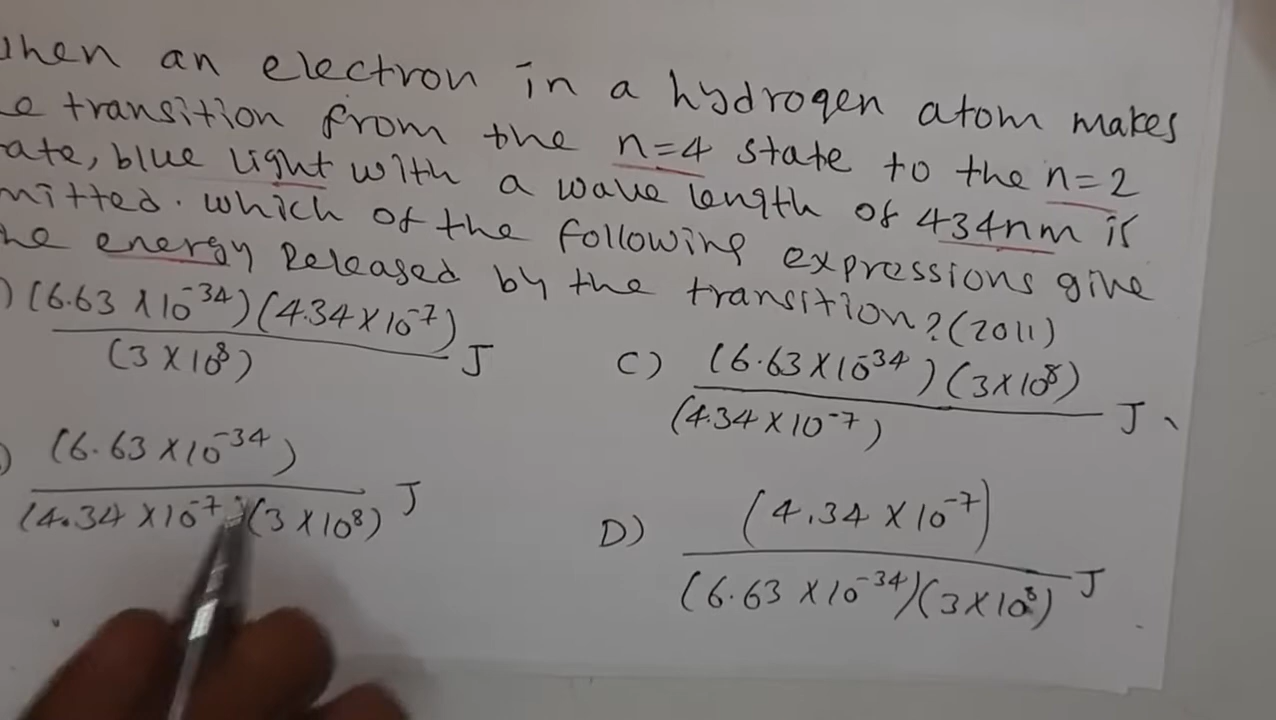 hen an electron in a hydrogen atom makes
e transition from the n=4 state to the n=2
ate, blue light with a wave length of 434nm is
mitted. which of the following expressions give
he energy Released by the transition? (2011)
) (6.63 X 10⁻³⁴) (4.34 X 10⁻⁷)
(3 X 10⁸) J
C) (6.63 X 10⁻³⁴) (3 X 10⁸)
(4.34 X 10⁻⁷) J
) (6.63 X 10⁻³⁴)
(4.34 X 10⁻⁷) (3 X 10⁸) J
D) (4.34 X 10⁻⁷)
(6.63 X 10⁻³⁴) (3 X 10⁸) J